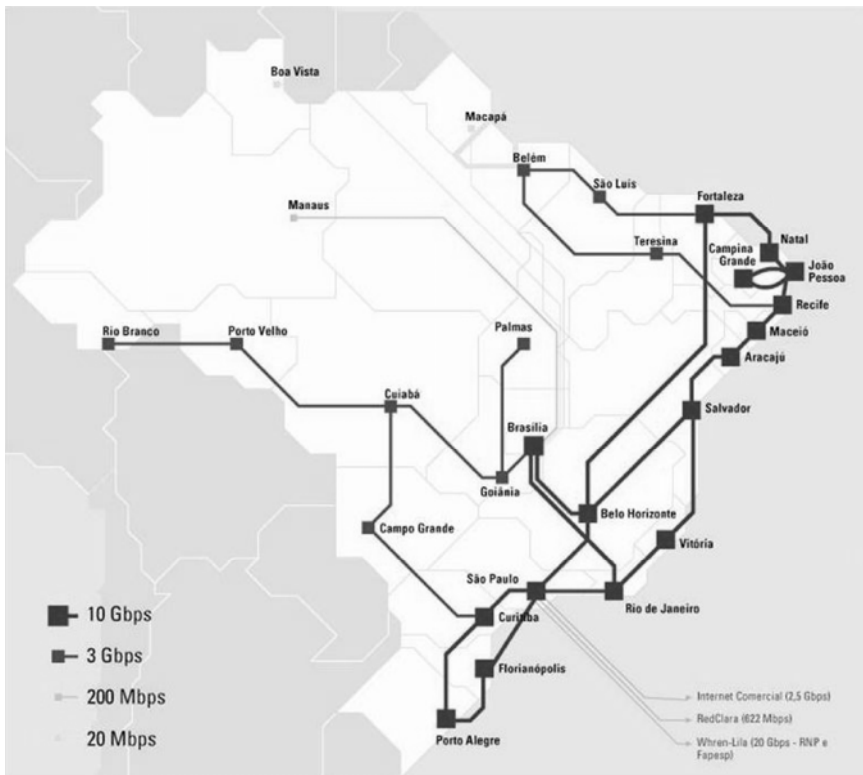 Boa Vista
Macapá
Belém
São Luis
Fortaleza
Manaus
Teresina
Natal
Campina
Grande
João
Pessoa
Recife
Rio Branco
Porto Velho
Palmas
Maceió
Aracajú
Cuiabá
Salvador
Brasília
Goiânia
Belo Horizonte
Campo Grande
Vitória
São Paulo
Rio de Janeiro
Curitiba
Florianópolis
Porto Alegre
10 Gbps
3 Gbps
200 Mbps
20 Mbps
Internet Comercial (2,5 Gbps)
RedClara (622 Mbps)
Whren-Lila (20 Gbps - RNP e
Fapesp)